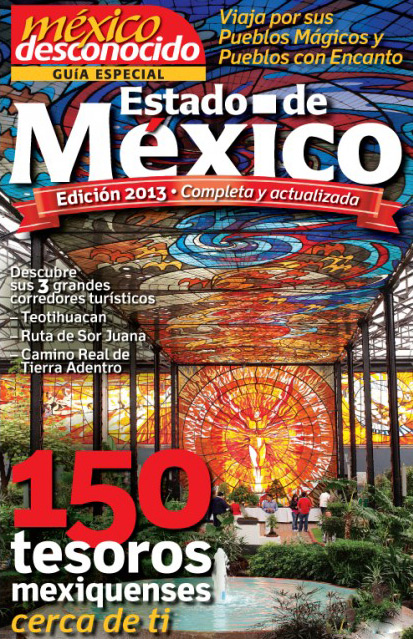 méxico
desconocido
GUÍA ESPECIAL
Viaja por sus
Pueblos Mágicos y
Pueblos con Encanto
Estado de
México
Edición 2013 • Completa y actualizada
Descubre
sus 3 grandes
corredores turísticos
– Teotihuacan
– Ruta de Sor Juana
– Camino Real de
Tierra Adentro
150
tesoros
mexiquenses
cerca de ti